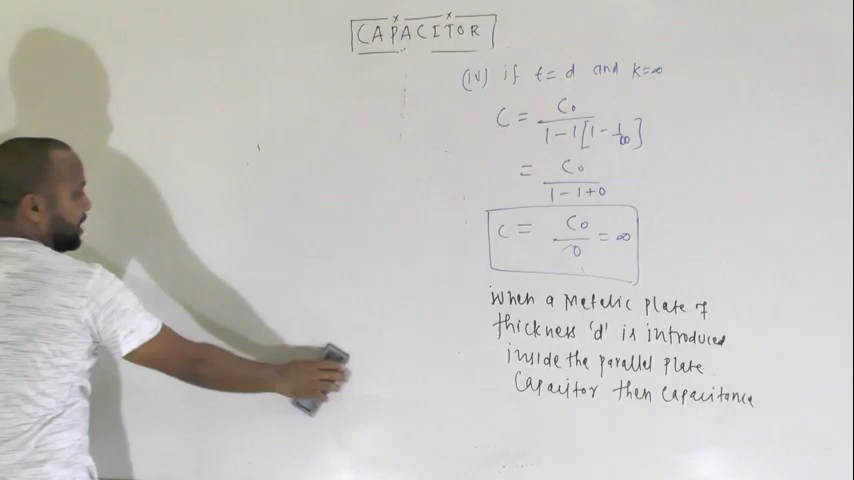 CAPACITOR
(iv) if t = d and k = ∞
C = C₀ / 1 - 1[1 - 1/∞]
= C₀ / 1 - 1 + 0
C = C₀ / 0 = ∞
when a metalic plate of
thickness 'd' is introduced
inside the parallel plate
Capacitor then capacitance